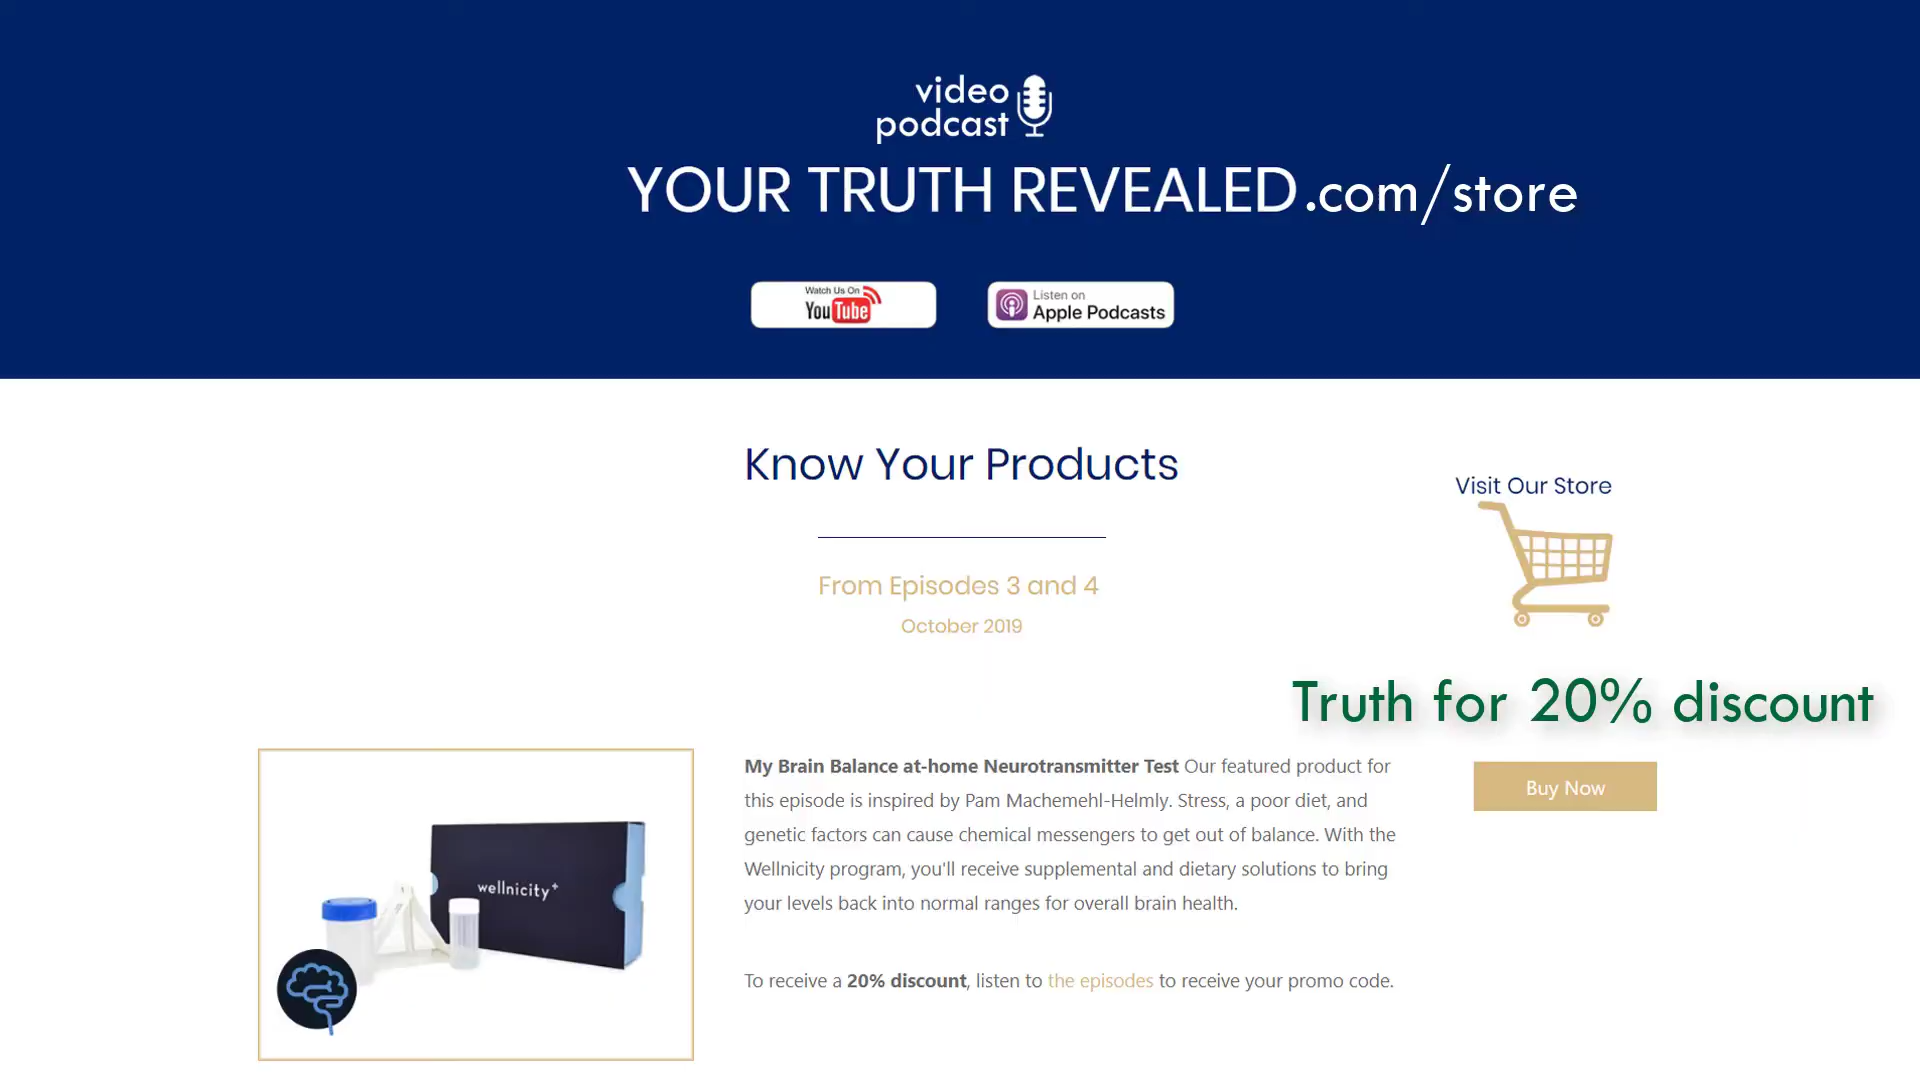 video
podcast
YOUR TRUTH REVEALED.com/store
Watch Us On
YouTube
Listen on
Apple Podcasts
Know Your Products
Visit Our Store
From Episodes 3 and 4
October 2019
Truth for 20% discount
wellnicity+
My Brain Balance at-home Neurotransmitter Test Our featured product for
this episode is inspired by Pam Machemehl-Helmly. Stress, a poor diet, and
genetic factors can cause chemical messengers to get out of balance. With the
Wellnicity program, you'll receive supplemental and dietary solutions to bring
your levels back into normal ranges for overall brain health.
To receive a 20% discount, listen to the episodes to receive your promo code.
Buy Now